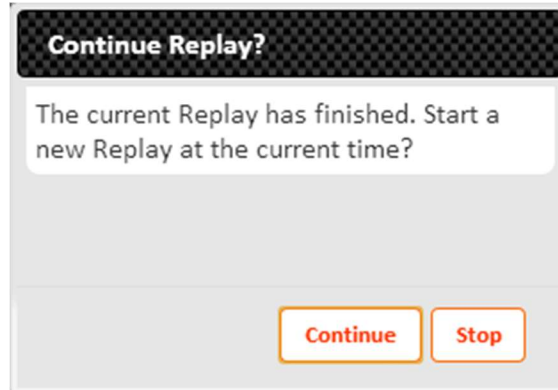 Continue Replay?
The current Replay has finished. Start a
new Replay at the current time?
Continue Stop